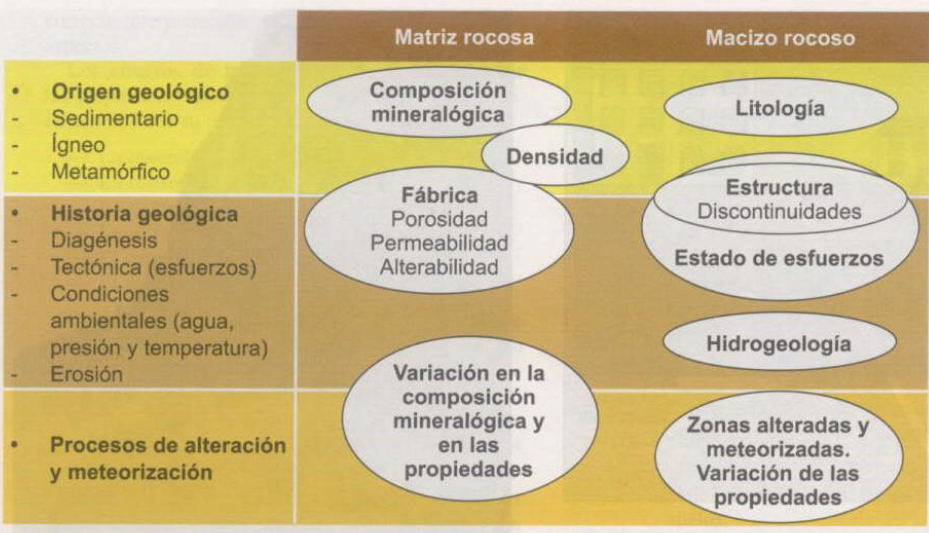 Matriz rocosa
Macizo rocoso
• Origen geológico
- Sedimentario
- Ígneo
- Metamórfico
Composición
mineralógica
Densidad
Litología
• Historia geológica
- Diagénesis
- Tectónica (esfuerzos)
- Condiciones
ambientales (agua,
presión y temperatura)
- Erosión
Fábrica
Porosidad
Permeabilidad
Alterabilidad
Estructura
Discontinuidades
Estado de esfuerzos
Hidrogeología
• Procesos de alteración
y meteorización
Variación en la
composición
mineralógica y
en las
propiedades
Zonas alteradas y
meteorizadas.
Variación de las
propiedades